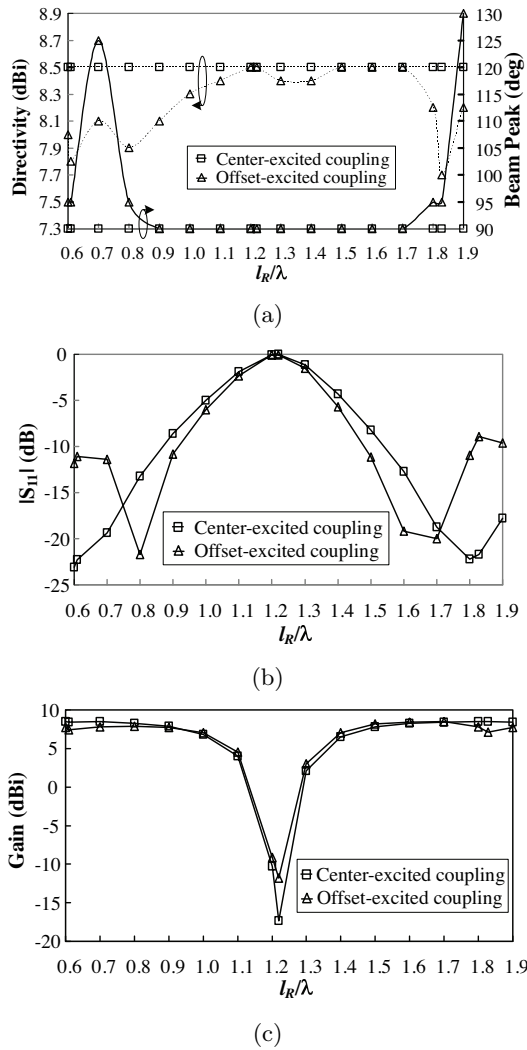 8.9
8.7
8.5
8.3
8.1
7.9
7.7
7.5
7.3
Directivity (dBi)
130
125
120
115
110
105
100
95
90
Beam Peak (deg)
Center-excited coupling
Offset-excited coupling
0.6 0.7 0.8 0.9 1.0 1.1 1.2 1.3 1.4 1.5 1.6 1.7 1.8 1.9
l_R/λ
(a)
0
-5
-10
-15
-20
-25
|S₁₁| (dB)
Center-excited coupling
Offset-excited coupling
0.6 0.7 0.8 0.9 1.0 1.1 1.2 1.3 1.4 1.5 1.6 1.7 1.8 1.9
l_R/λ
(b)
10
5
0
-5
-10
-15
-20
Gain (dBi)
Center-excited coupling
Offset-excited coupling
0.6 0.7 0.8 0.9 1.0 1.1 1.2 1.3 1.4 1.5 1.6 1.7 1.8 1.9
l_R/λ
(c)